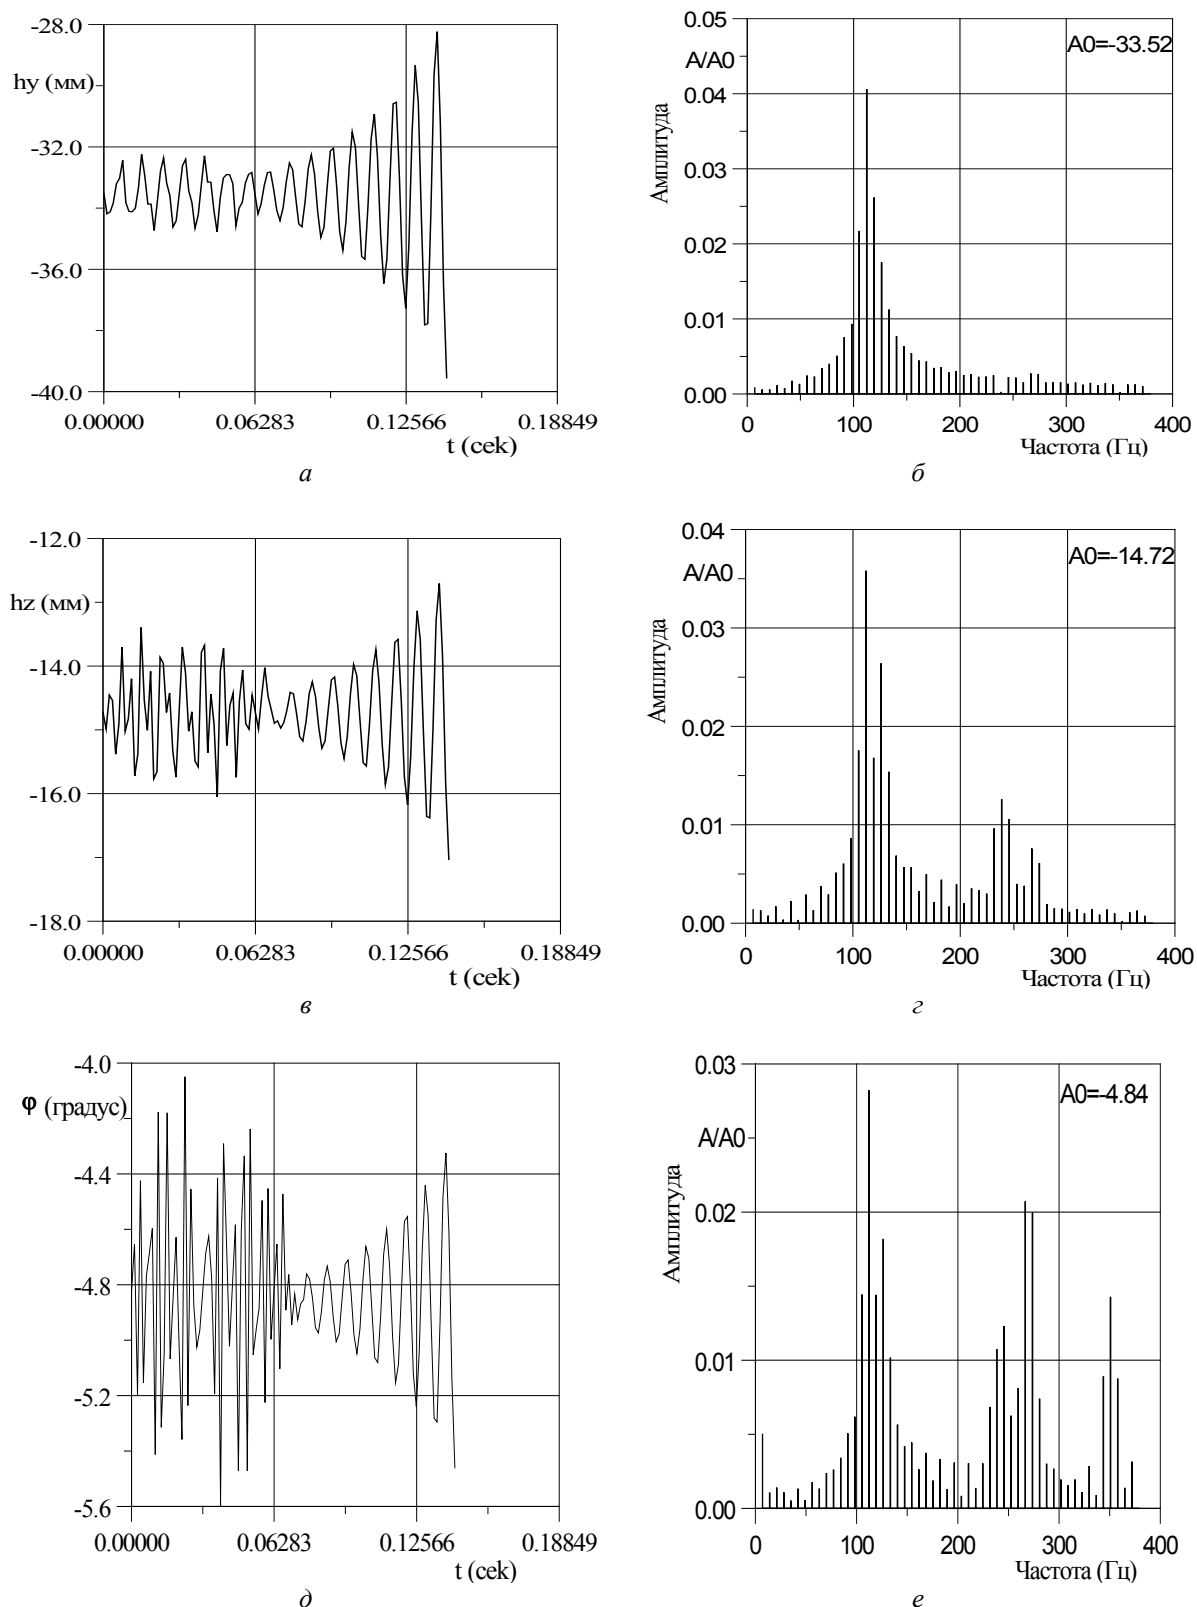 -28.0
hy (мм)
-32.0
-36.0
-40.0
0.00000 0.06283 0.12566 0.18849
t (сек)
а
0.05
A/A0
A0=-33.52
0.04
Амплитуда
0.03
0.02
0.01
0.00
0 100 200 300 400
Частота (Гц)
б
-12.0
hz (мм)
-14.0
-16.0
-18.0
0.00000 0.06283 0.12566 0.18849
t (сек)
в
0.04
A0=-14.72
A/A0
0.03
Амплитуда
0.02
0.01
0.00
0 100 200 300 400
Частота (Гц)
г
-4.0
φ (градус)
-4.4
-4.8
-5.2
-5.6
0.00000 0.06283 0.12566 0.18849
t (сек)
д
0.03
A0=-4.84
A/A0
Амплитуда
0.02
0.01
0.00
0 100 200 300 400
Частота (Гц)
е